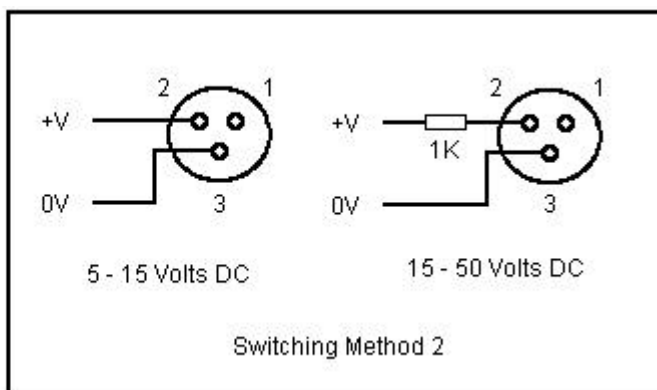 2 1 2 1
+V +V
1K
0V 0V
3 3
5 - 15 Volts DC 15 - 50 Volts DC
Switching Method 2